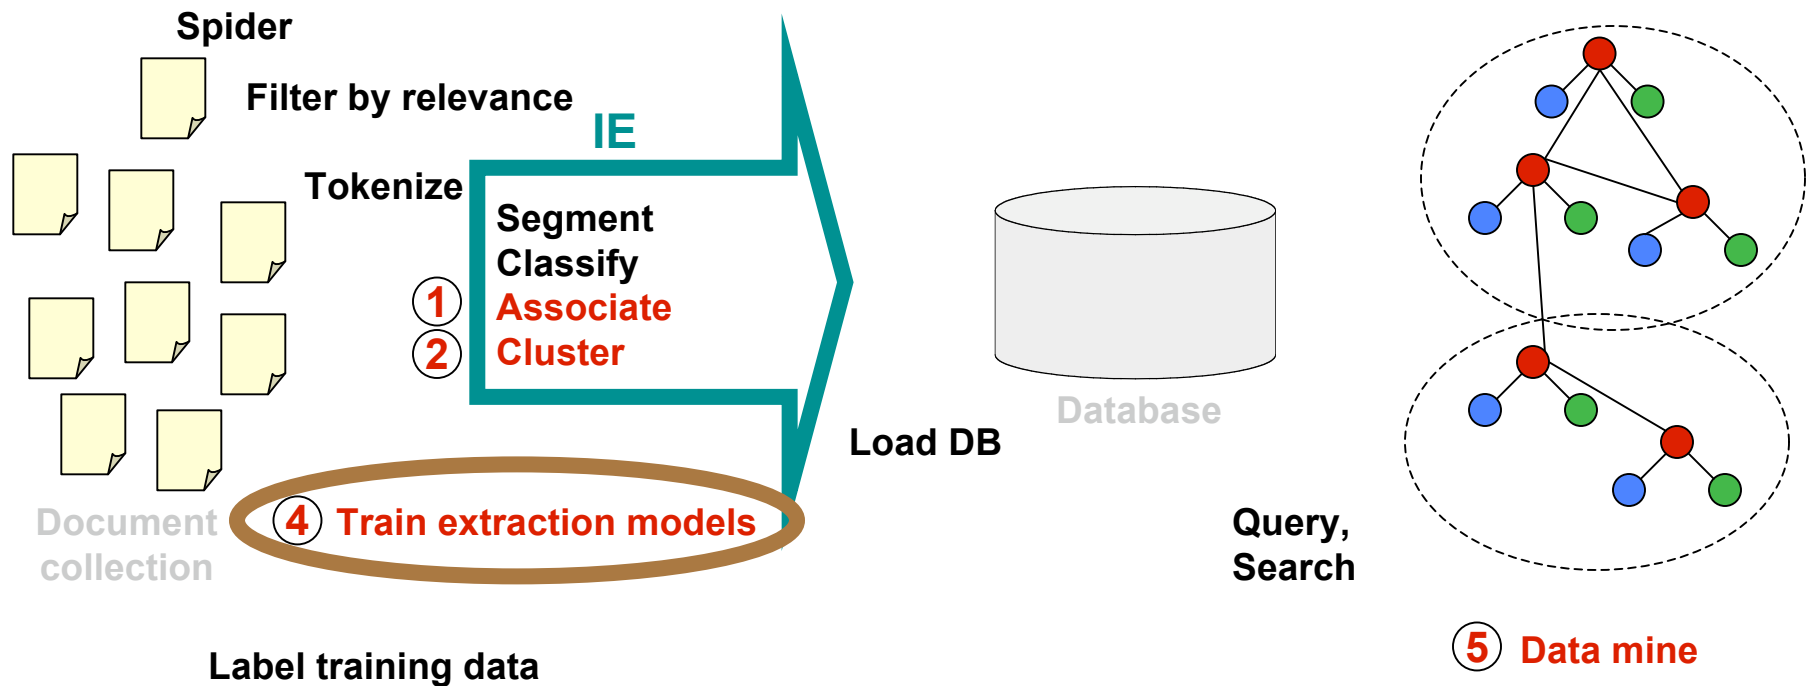 Spider
Filter by relevance
IE
Tokenize
Segment
Classify
1 Associate
2 Cluster
Database
Load DB
Document
collection
4 Train extraction models
Query,
Search
5 Data mine
Label training data